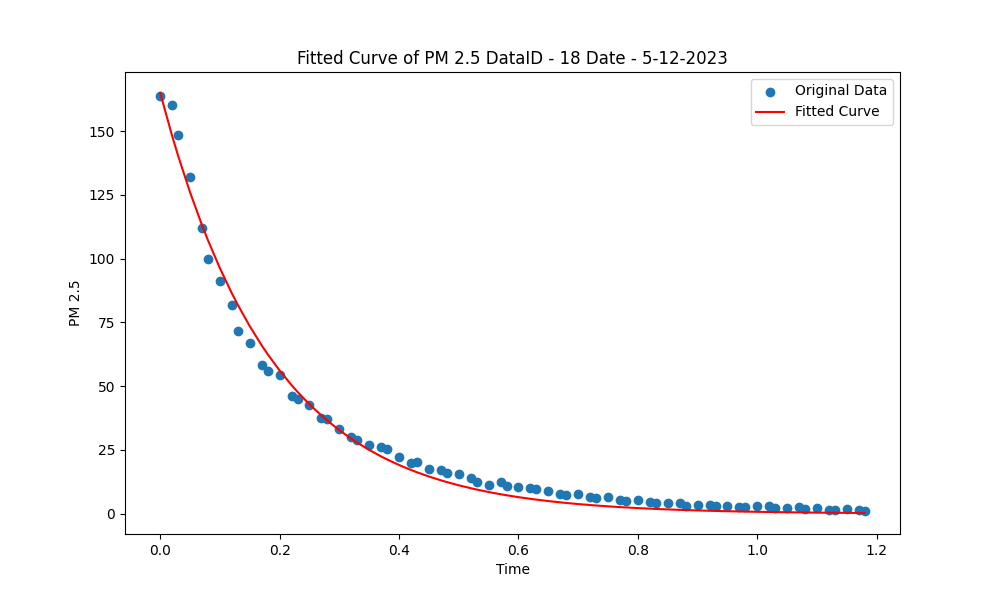 Fitted Curve of PM 2.5 DataID - 18 Date - 5-12-2023
Original Data
Fitted Curve
PM 2.5
150
125
100
75
50
25
0
0.0 0.2 0.4 0.6 0.8 1.0 1.2
Time